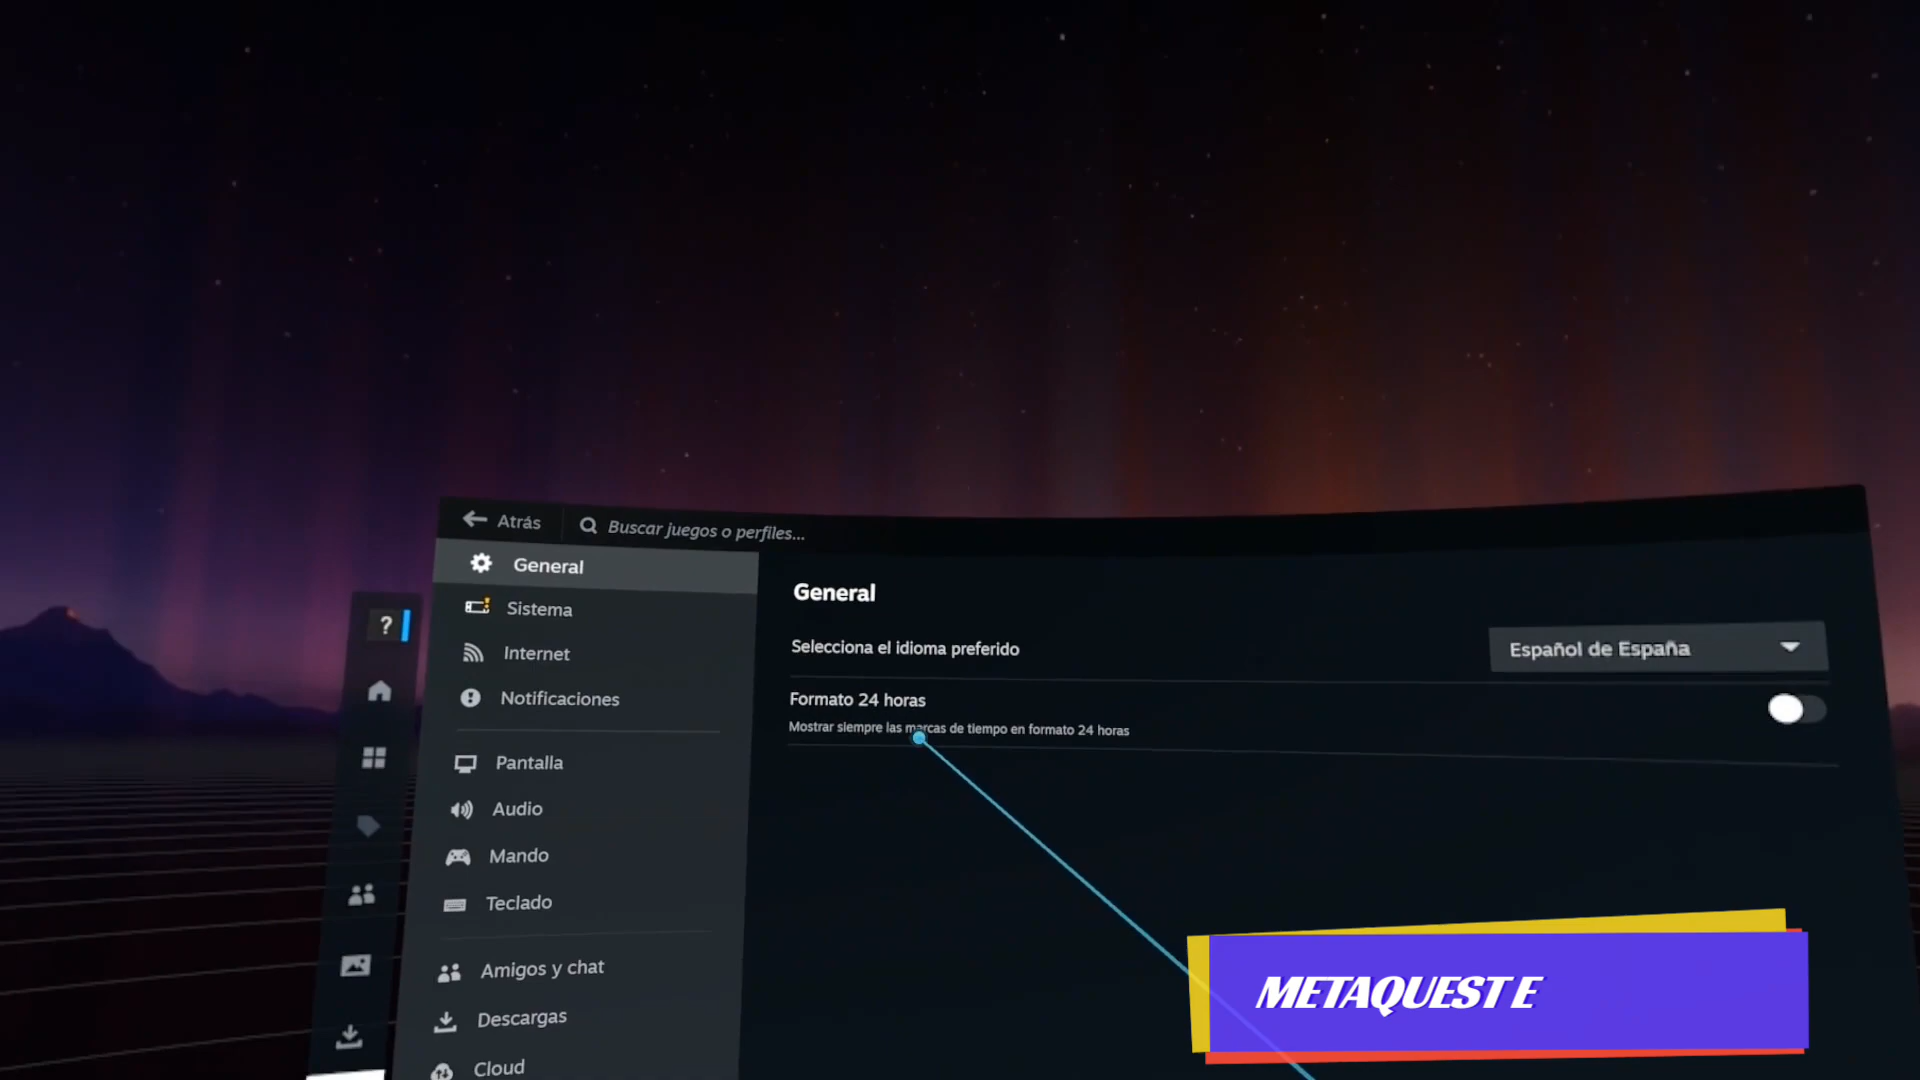 Atrás
Buscar juegos o perfiles...
General
Sistema
Internet
Notificaciones
Pantalla
Audio
Mando
Teclado
Amigos y chat
Descargas
Cloud
?
General
Selecciona el idioma preferido
Español de España
Formato 24 horas
Mostrar siempre las marcas de tiempo en formato 24 horas
METAQUEST E